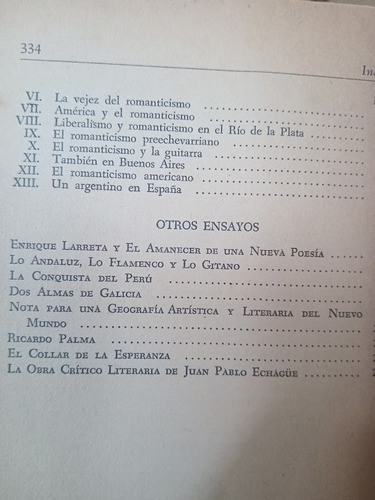 334
VI. La vejez del romanticismo
VII. América y el romanticismo
VIII. Liberalismo y romanticismo en el Río de la Plata
IX. El romanticismo preechevarriano
X. El romanticismo y la guitarra
XI. También en Buenos Aires
XII. El romanticismo americano
XIII. Un argentino en España
OTROS ENSAYOS
Enrique Larreta y El Amanecer de una Nueva Poesía
Lo Andaluz, Lo Flamenco y Lo Gitano
La Conquista del Perú
Dos Almas de Galicia
Nota para una Geografía Artística y Literaria del Nuevo
Mundo
Ricardo Palma
El Collar de la Esperanza
La Obra Crítico Literaria de Juan Pablo Echagüe